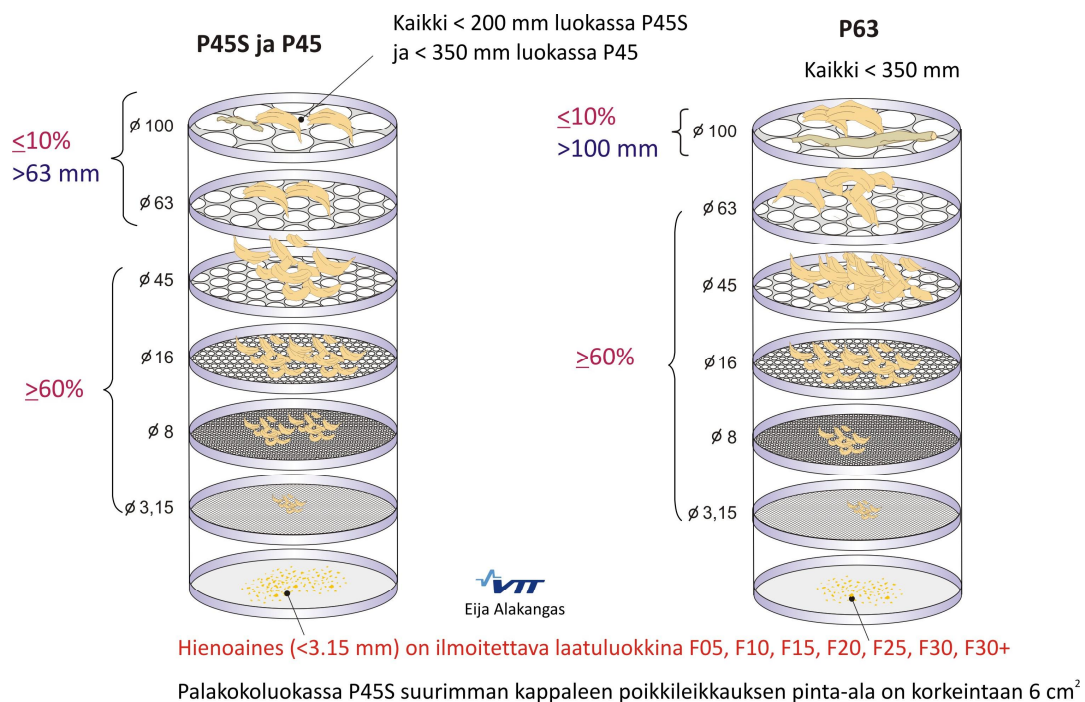 P45S ja P45
Kaikki < 200 mm luokassa P45S
ja < 350 mm luokassa P45
≤10%
>63 mm
ø 100
ø 63
ø 45
ø 16
ø 8
ø 3,15
≥60%
P63
Kaikki < 350 mm
≤10%
>100 mm
ø 100
ø 63
ø 45
ø 16
ø 8
ø 3,15
≥60%
VTT
Eija Alakangas
Hienoaines (<3.15 mm) on ilmoitettava laatuluokkina F05, F10, F15, F20, F25, F30, F30+
Palakokoluokassa P45S suurimman kappaleen poikkileikkauksen pinta-ala on korkeintaan 6 cm²